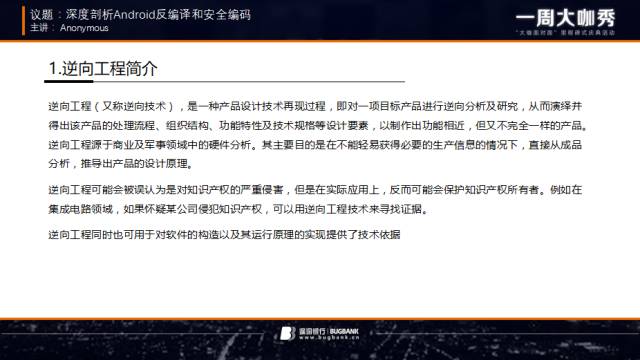 议题：深度剖析Android反编译和安全编码
主讲： Anonymous
一周大咖秀
"大咖面对面"里程碑式庆典活动
1.逆向工程简介
逆向工程（又称逆向技术），是一种产品设计技术再现过程，即对一项目标产品进行逆向分析及研究，从而演绎并
得出该产品的处理流程、组织结构、功能特性及技术规格等设计要素，以制作出功能相近，但又不完全一样的产品。
逆向工程源于商业及军事领域中的硬件分析。其主要目的是在不能轻易获得必要的生产信息的情况下，直接从成品
分析，推导出产品的设计原理。
逆向工程可能会被误认为是对知识产权的严重侵害，但是在实际应用上，反而可能会保护知识产权所有者。例如在
集成电路领域，如果怀疑某公司侵犯知识产权，可以用逆向工程技术来寻找证据。
逆向工程同时也可用于对软件的构造以及其运行原理的实现提供了技术依据
漏洞银行 BUGBANK
www.bugbank.cn